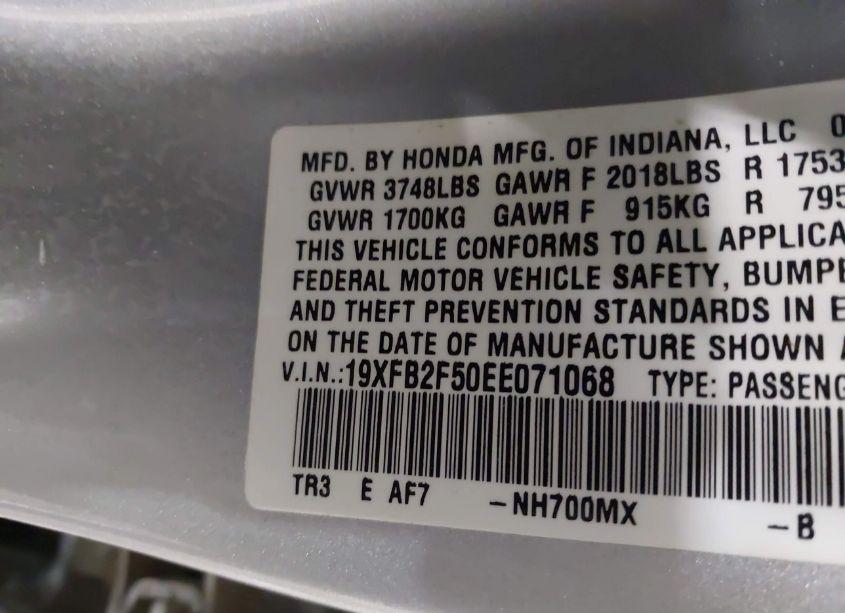 MFD. BY HONDA MFG. OF INDIANA, LLC 0
GVWR 3748LBS GAWR F 2018LBS R 1753
GVWR 1700KG GAWR F 915KG R 795
THIS VEHICLE CONFORMS TO ALL APPLICA
FEDERAL MOTOR VEHICLE SAFETY, BUMPE
AND THEFT PREVENTION STANDARDS IN E
ON THE DATE OF MANUFACTURE SHOWN A
V.I.N.:19XFB2F50EE071068 TYPE: PASSENG
TR3 E AF7 -NH700MX -B